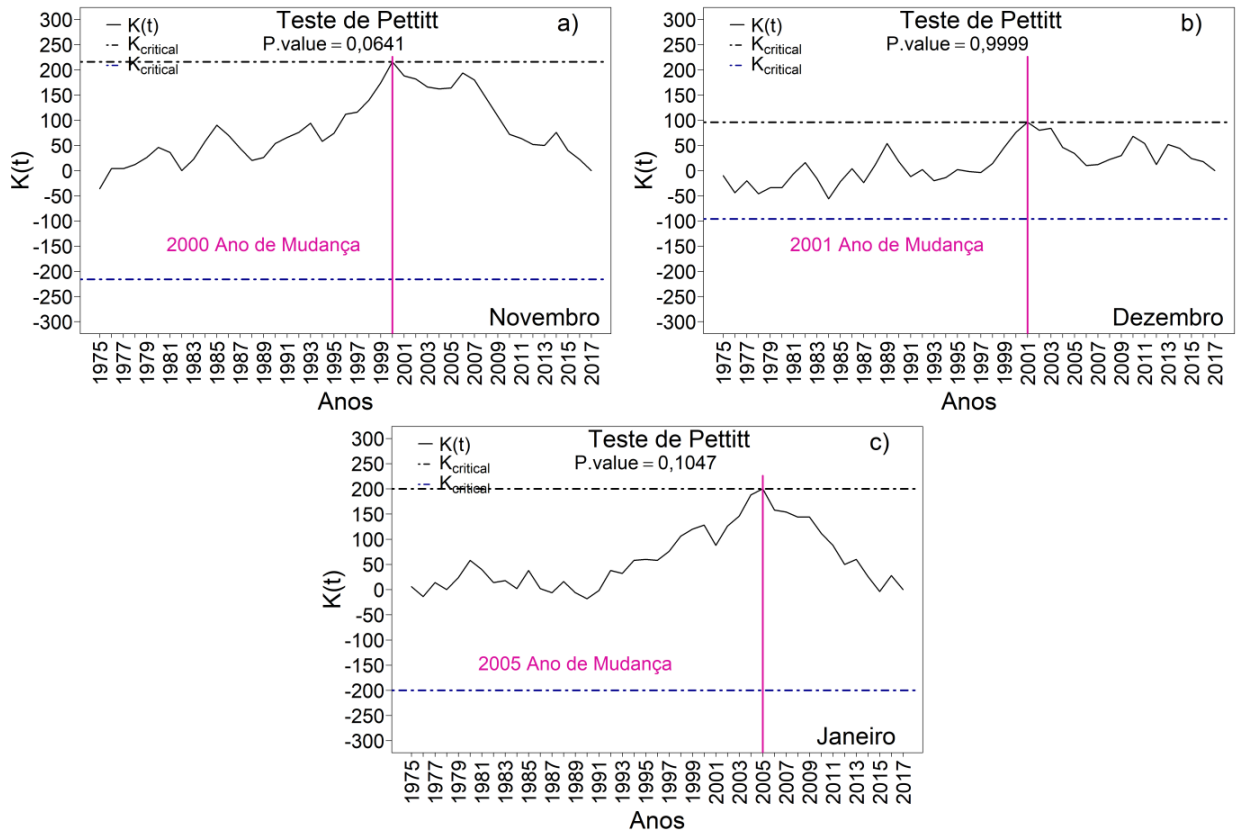 Teste de Pettitt
a)
P.value = 0,0641
K(t)
Kcritical
Kcritical
300
250
200
150
100
50
0
-50
-100
-150
-200
-250
-300
K(t)
2000 Ano de Mudança
Novembro
1975 1977 1979 1981 1983 1985 1987 1989 1991 1993 1995 1997 1999 2001 2003 2005 2007 2009 2011 2013 2015 2017
Anos
Teste de Pettitt
b)
P.value = 0,9999
K(t)
Kcritical
Kcritical
300
250
200
150
100
50
0
-50
-100
-150
-200
-250
-300
K(t)
2001 Ano de Mudança
Dezembro
1975 1977 1979 1981 1983 1985 1987 1989 1991 1993 1995 1997 1999 2001 2003 2005 2007 2009 2011 2013 2015 2017
Anos
Teste de Pettitt
c)
P.value = 0,1047
K(t)
Kcritical
Kcritical
300
250
200
150
100
50
0
-50
-100
-150
-200
-250
-300
K(t)
2005 Ano de Mudança
Janeiro
1975 1977 1979 1981 1983 1985 1987 1989 1991 1993 1995 1997 1999 2001 2003 2005 2007 2009 2011 2013 2015 2017
Anos